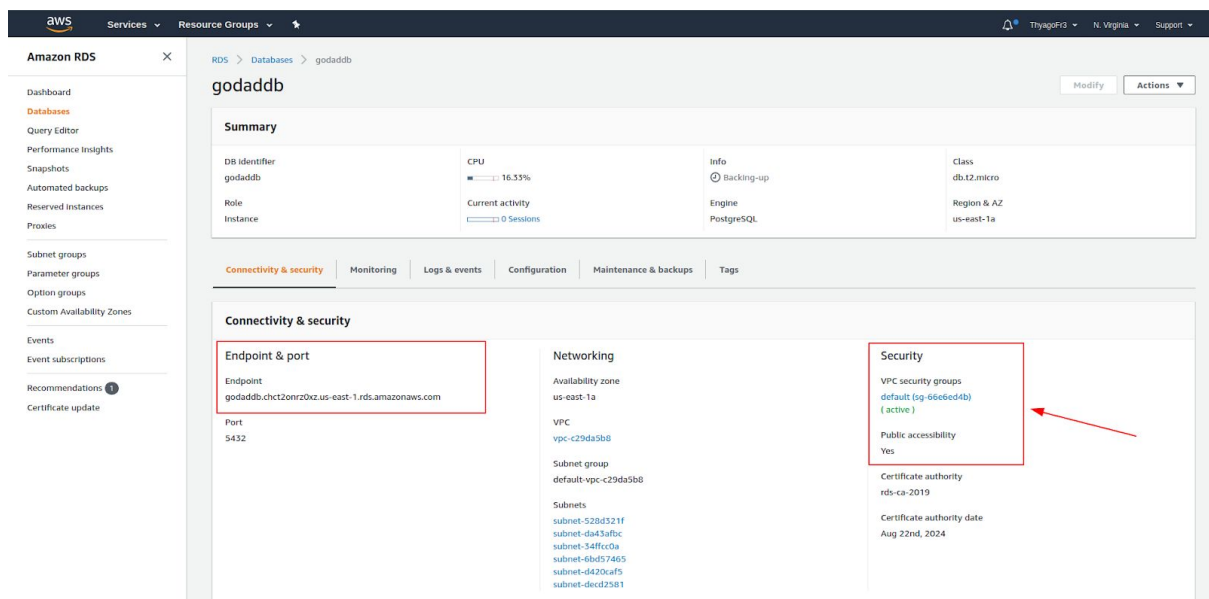 aws Services Resource Groups ThyagoFr3 N. Virginia Support
Amazon RDS
Dashboard
Databases
Query Editor
Performance Insights
Snapshots
Automated backups
Reserved instances
Proxies
Subnet groups
Parameter groups
Option groups
Custom Availability Zones
Events
Event subscriptions
Recommendations 1
Certificate update
RDS > Databases > godaddb
godaddb
Modify Actions
Summary
DB identifier CPU Info Class
godaddb 16.33% Backing-up db.t2.micro
Role Current activity Engine Region & AZ
Instance 0 Sessions PostgreSQL us-east-1a
Connectivity & security Monitoring Logs & events Configuration Maintenance & backups Tags
Connectivity & security
Endpoint & port
Endpoint
godaddb.chct2onrz0xz.us-east-1.rds.amazonaws.com
Port
5432
Networking
Availability zone
us-east-1a
VPC
vpc-c29da5b8
Subnet group
default-vpc-c29da5b8
Subnets
subnet-528d321f
subnet-da43afbc
subnet-34ffcc0a
subnet-6bd57465
subnet-d420caf5
subnet-decd2581
Security
VPC security groups
default (sg-66e6ed4b)
( active )
Public accessibility
Yes
Certificate authority
rds-ca-2019
Certificate authority date
Aug 22nd, 2024